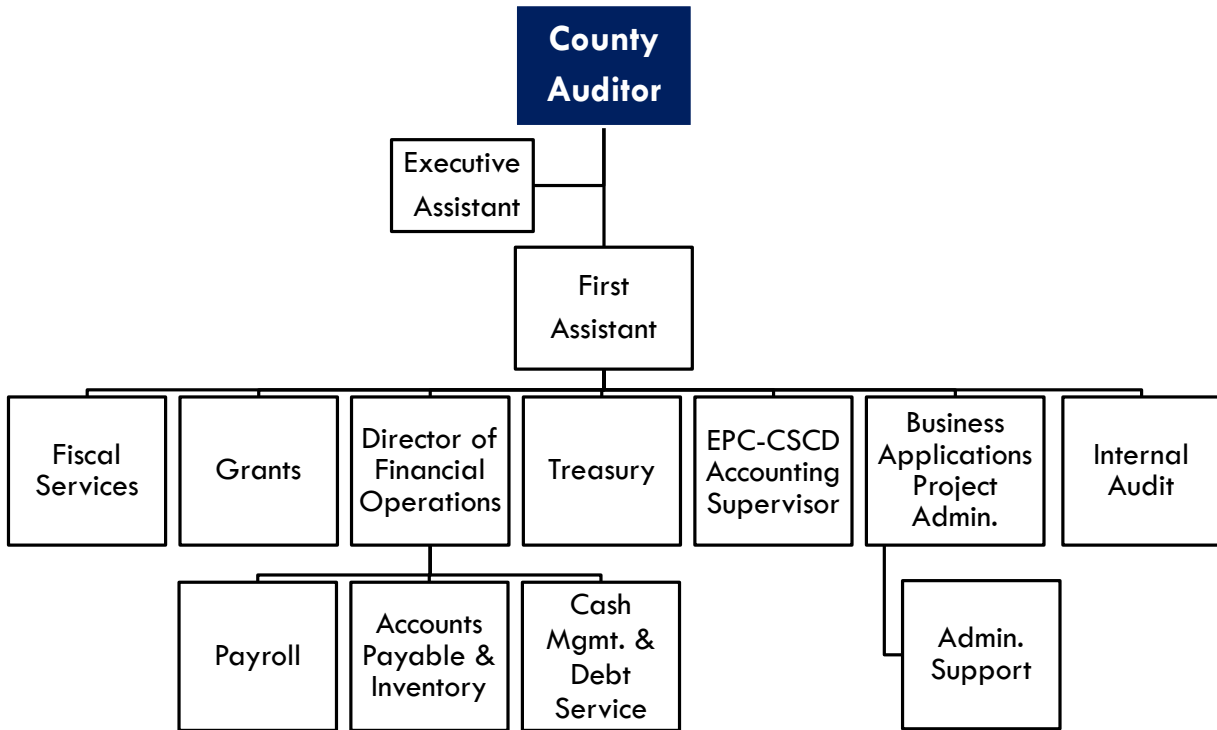 County
Auditor
Executive
Assistant
First
Assistant
Fiscal
Services
Grants
Director of
Financial
Operations
Treasury
EPC-CSCD
Accounting
Supervisor
Business
Applications
Project
Admin.
Internal
Audit
Payroll
Accounts
Payable &
Inventory
Cash
Mgmt. &
Debt
Service
Admin.
Support